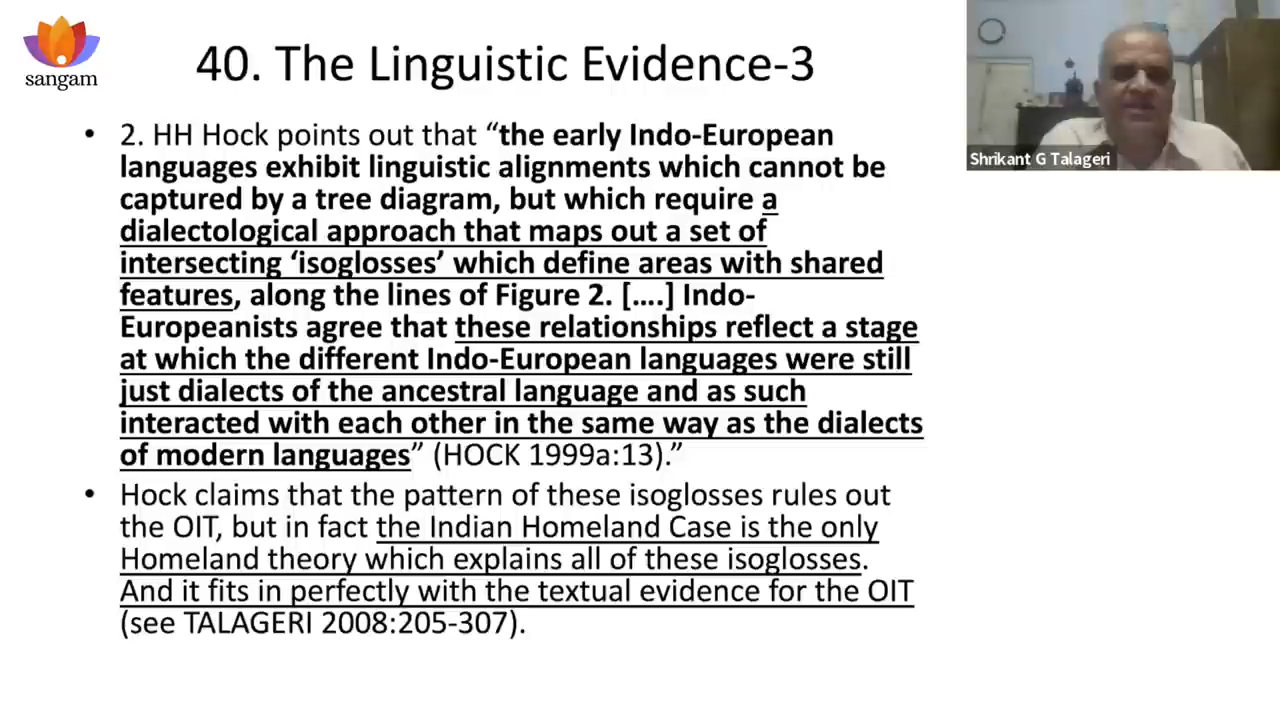 sangam
40. The Linguistic Evidence-3
Shrikant G Talageri
• 2. HH Hock points out that “the early Indo-European
languages exhibit linguistic alignments which cannot be
captured by a tree diagram, but which require a
dialectological approach that maps out a set of
intersecting ‘isoglosses’ which define areas with shared
features, along the lines of Figure 2. [….] Indo-
Europeanists agree that these relationships reflect a stage
at which the different Indo-European languages were still
just dialects of the ancestral language and as such
interacted with each other in the same way as the dialects
of modern languages” (HOCK 1999a:13).”
• Hock claims that the pattern of these isoglosses rules out
the OIT, but in fact the Indian Homeland Case is the only
Homeland theory which explains all of these isoglosses.
And it fits in perfectly with the textual evidence for the OIT
(see TALAGERI 2008:205-307).